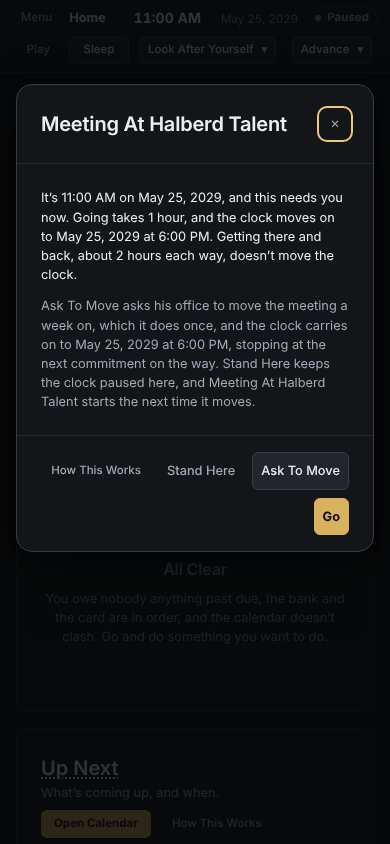 Menu Home 11:00 AM May 25, 2029 Paused
Play Sleep Look After Yourself ▾ Advance ▾
Meeting At Halberd Talent ×
It's 11:00 AM on May 25, 2029, and this needs you
now. Going takes 1 hour, and the clock moves on
to May 25, 2029 at 6:00 PM. Getting there and
back, about 2 hours each way, doesn't move the
clock.
Ask To Move asks his office to move the meeting a
week on, which it does once, and the clock carries
on to May 25, 2029 at 6:00 PM, stopping at the
next commitment on the way. Stand Here keeps
the clock paused here, and Meeting At Halberd
Talent starts the next time it moves.
How This Works Stand Here Ask To Move
Go
All Clear
You owe nobody anything past due, the bank and
the card are in order, and the calendar doesn't
clash. Go and do something you want to do.
Up Next
What's coming up, and when.
Open Calendar How This Works